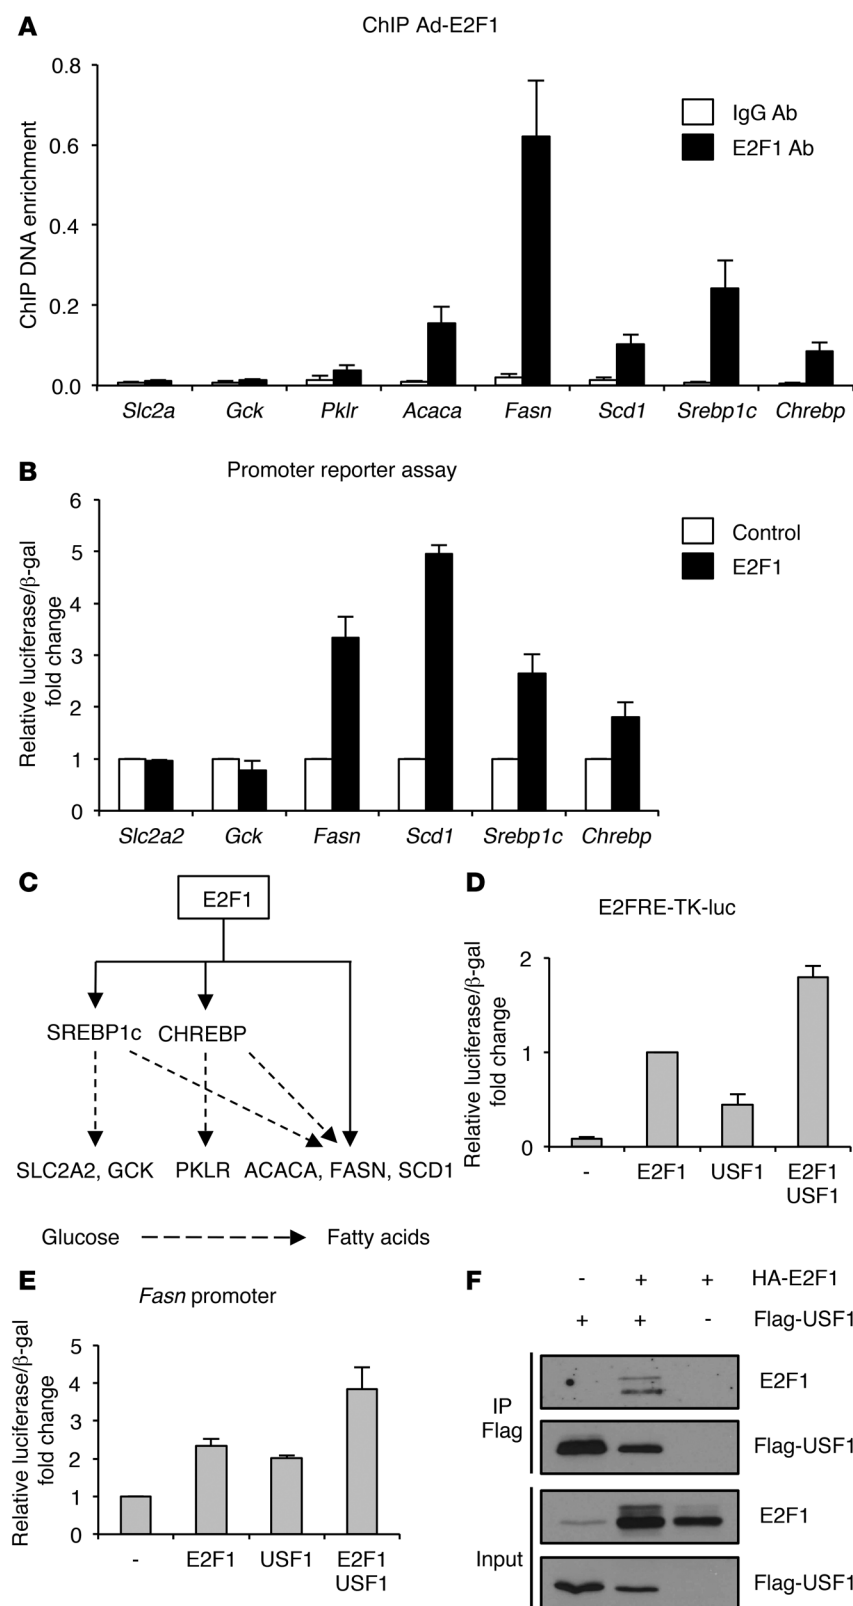 A
ChIP Ad-E2F1
ChIP DNA enrichment
0.8
0.6
0.4
0.2
0.0
IgG Ab
E2F1 Ab
Slc2a Gck Pklr Acaca Fasn Scd1 Srebp1c Chrebp
B
Promoter reporter assay
Relative luciferase/β-gal
fold change
6
5
4
3
2
1
0
Control
E2F1
Slc2a2 Gck Fasn Scd1 Srebp1c Chrebp
C
E2F1
SREBP1c CHREBP
SLC2A2, GCK PKLR ACACA, FASN, SCD1
Glucose Fatty acids
D
E2FRE-TK-luc
Relative luciferase/β-gal
fold change
2
1
0
- E2F1 USF1 E2F1
USF1
E
Fasn promoter
Relative luciferase/β-gal
fold change
5
4
3
2
1
0
- E2F1 USF1 E2F1
USF1
F
- + + HA-E2F1
+ + - Flag-USF1
IP
Flag
E2F1
Flag-USF1
Input
E2F1
Flag-USF1